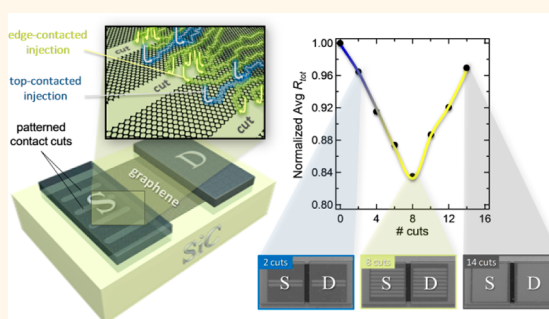 edge-contacted
injection
top-contacted
injection
patterned
contact cuts
cut
cut
cut
S
D
graphene
SiC
Normalized Avg R_tot
1.00
0.96
0.92
0.88
0.84
0.80
0 4 8 12 16
# cuts
2 cuts
S D
8 cuts
S D
14 cuts
S D